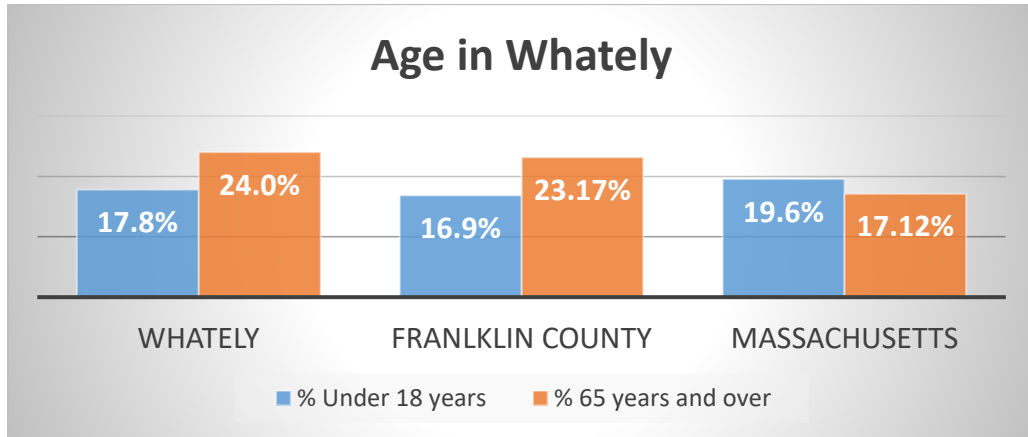 Age in Whately
17.8% 24.0% 16.9% 23.17% 19.6% 17.12%
WHATELY FRANLKLIN COUNTY MASSACHUSETTS
% Under 18 years % 65 years and over